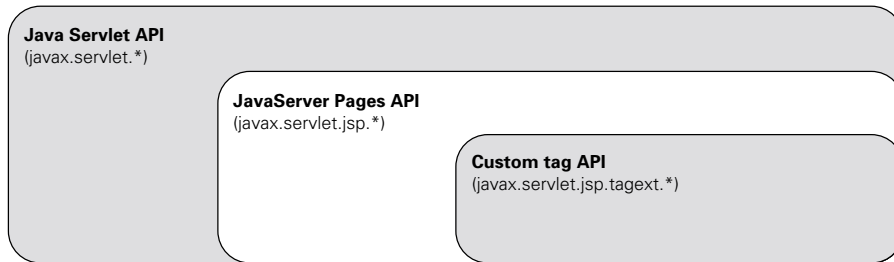 Java Servlet API
(javax.servlet.*)
JavaServer Pages API
(javax.servlet.jsp.*)
Custom tag API
(javax.servlet.jsp.tagext.*)